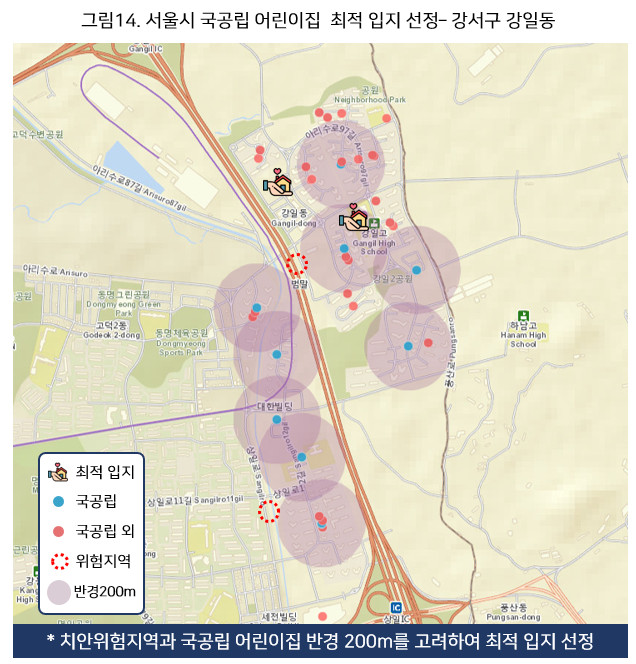 그림14. 서울시 국공립 어린이집 최적 입지 선정– 강서구 강일동
Gangil IC
공원
Neighborhood Park
고덕수변공원
아리수로97길 Arisuro97gil
아리수로87길 Arisuro87gil
강일동
Gangil-dong
강일고
Gangil High
School
강일2공원
아리수로 Arisuro
벌말
공원
동명그린공원
Dongmyeong Green
Park
고덕2동
Godeok 2-dong
동명체육공원
Dongmyeong
Sports Park
하남고
Hanam High
School
대한빌딩
상일로11길 Sangilro11gil
세전빌딩
IC
상일IC
풍산동
Pungsan-dong
최적 입지
국공립
국공립 외
위험지역
반경200m
* 치안위험지역과 국공립 어린이집 반경 200m를 고려하여 최적 입지 선정